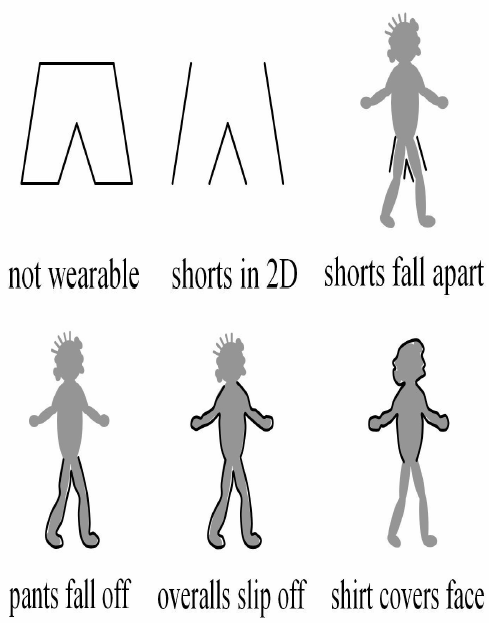 not wearable shorts in 2D shorts fall apart
pants fall off overalls slip off shirt covers face